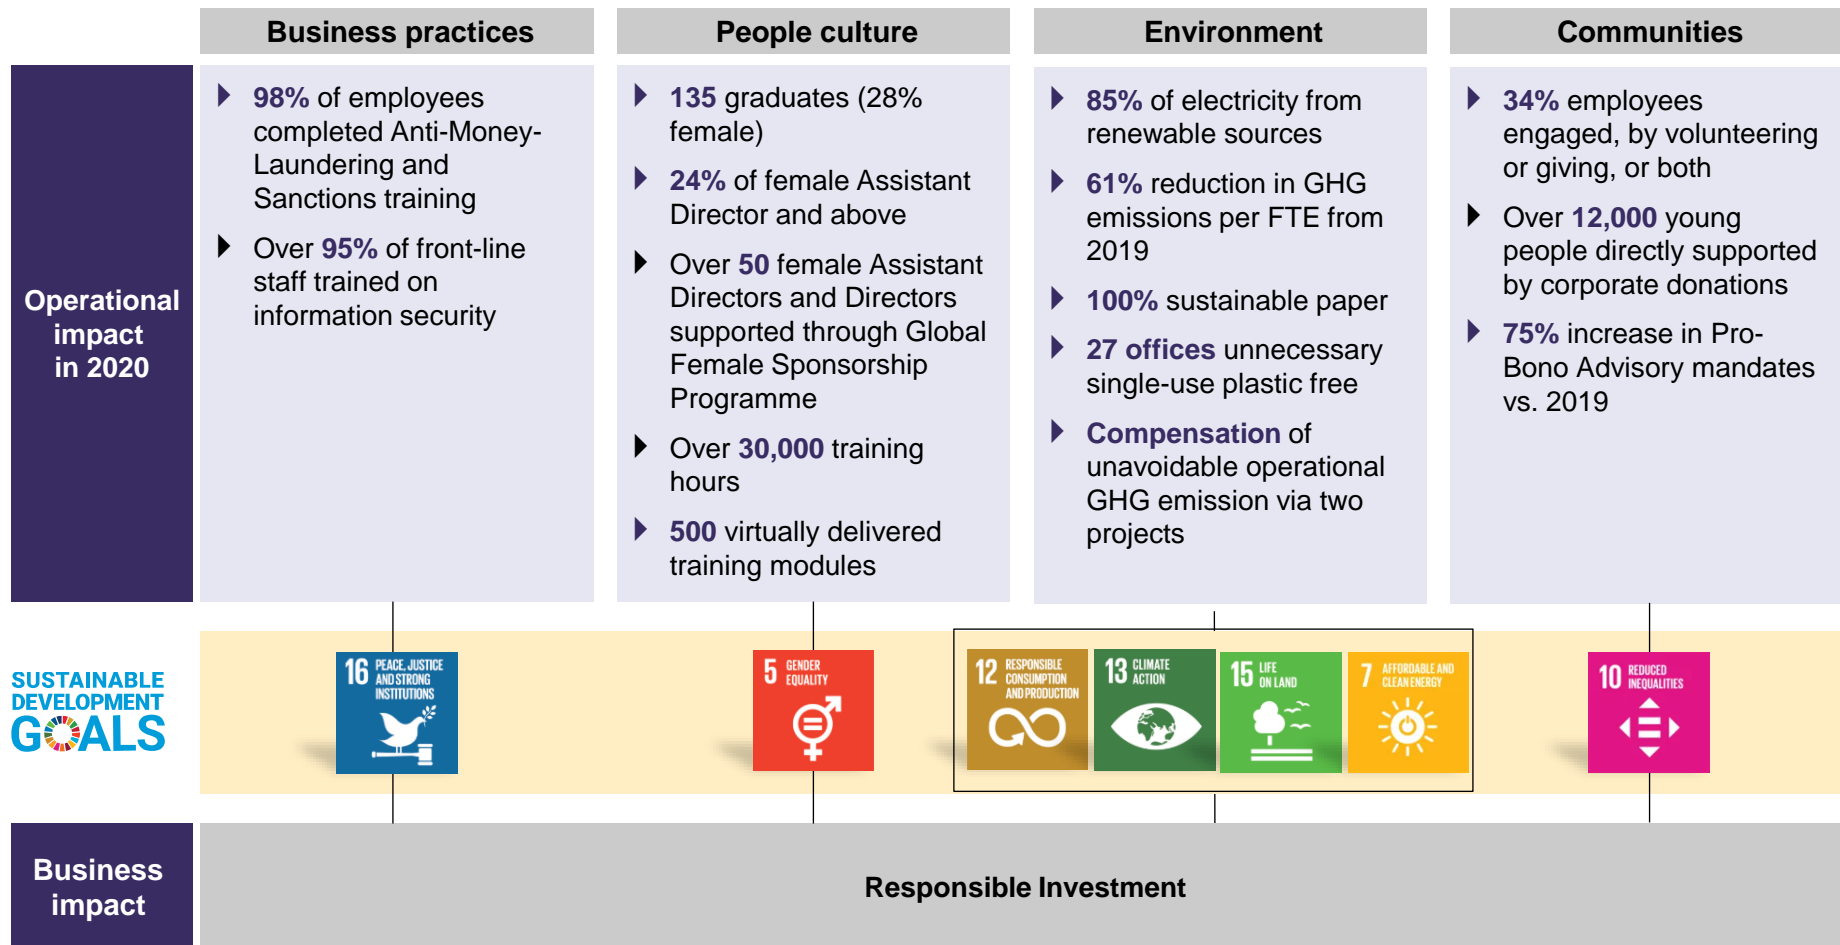 Business practices
People culture
Environment
Communities
Operational
impact
in 2020
98% of employees
completed Anti-Money-
Laundering and
Sanctions training
Over 95% of front-line
staff trained on
information security
135 graduates (28%
female)
24% of female Assistant
Director and above
Over 50 female Assistant
Directors and Directors
supported through Global
Female Sponsorship
Programme
Over 30,000 training
hours
500 virtually delivered
training modules
85% of electricity from
renewable sources
61% reduction in GHG
emissions per FTE from
2019
100% sustainable paper
27 offices unnecessary
single-use plastic free
Compensation of
unavoidable operational
GHG emission via two
projects
34% employees
engaged, by volunteering
or giving, or both
Over 12,000 young
people directly supported
by corporate donations
75% increase in Pro-
Bono Advisory mandates
vs. 2019
SUSTAINABLE
DEVELOPMENT
GOALS
16 PEACE, JUSTICE
AND STRONG
INSTITUTIONS
5 GENDER
EQUALITY
12 RESPONSIBLE
CONSUMPTION
AND PRODUCTION
13 CLIMATE
ACTION
15 LIFE
ON LAND
7 AFFORDABLE AND
CLEAN ENERGY
10 REDUCED
INEQUALITIES
Business
impact
Responsible Investment